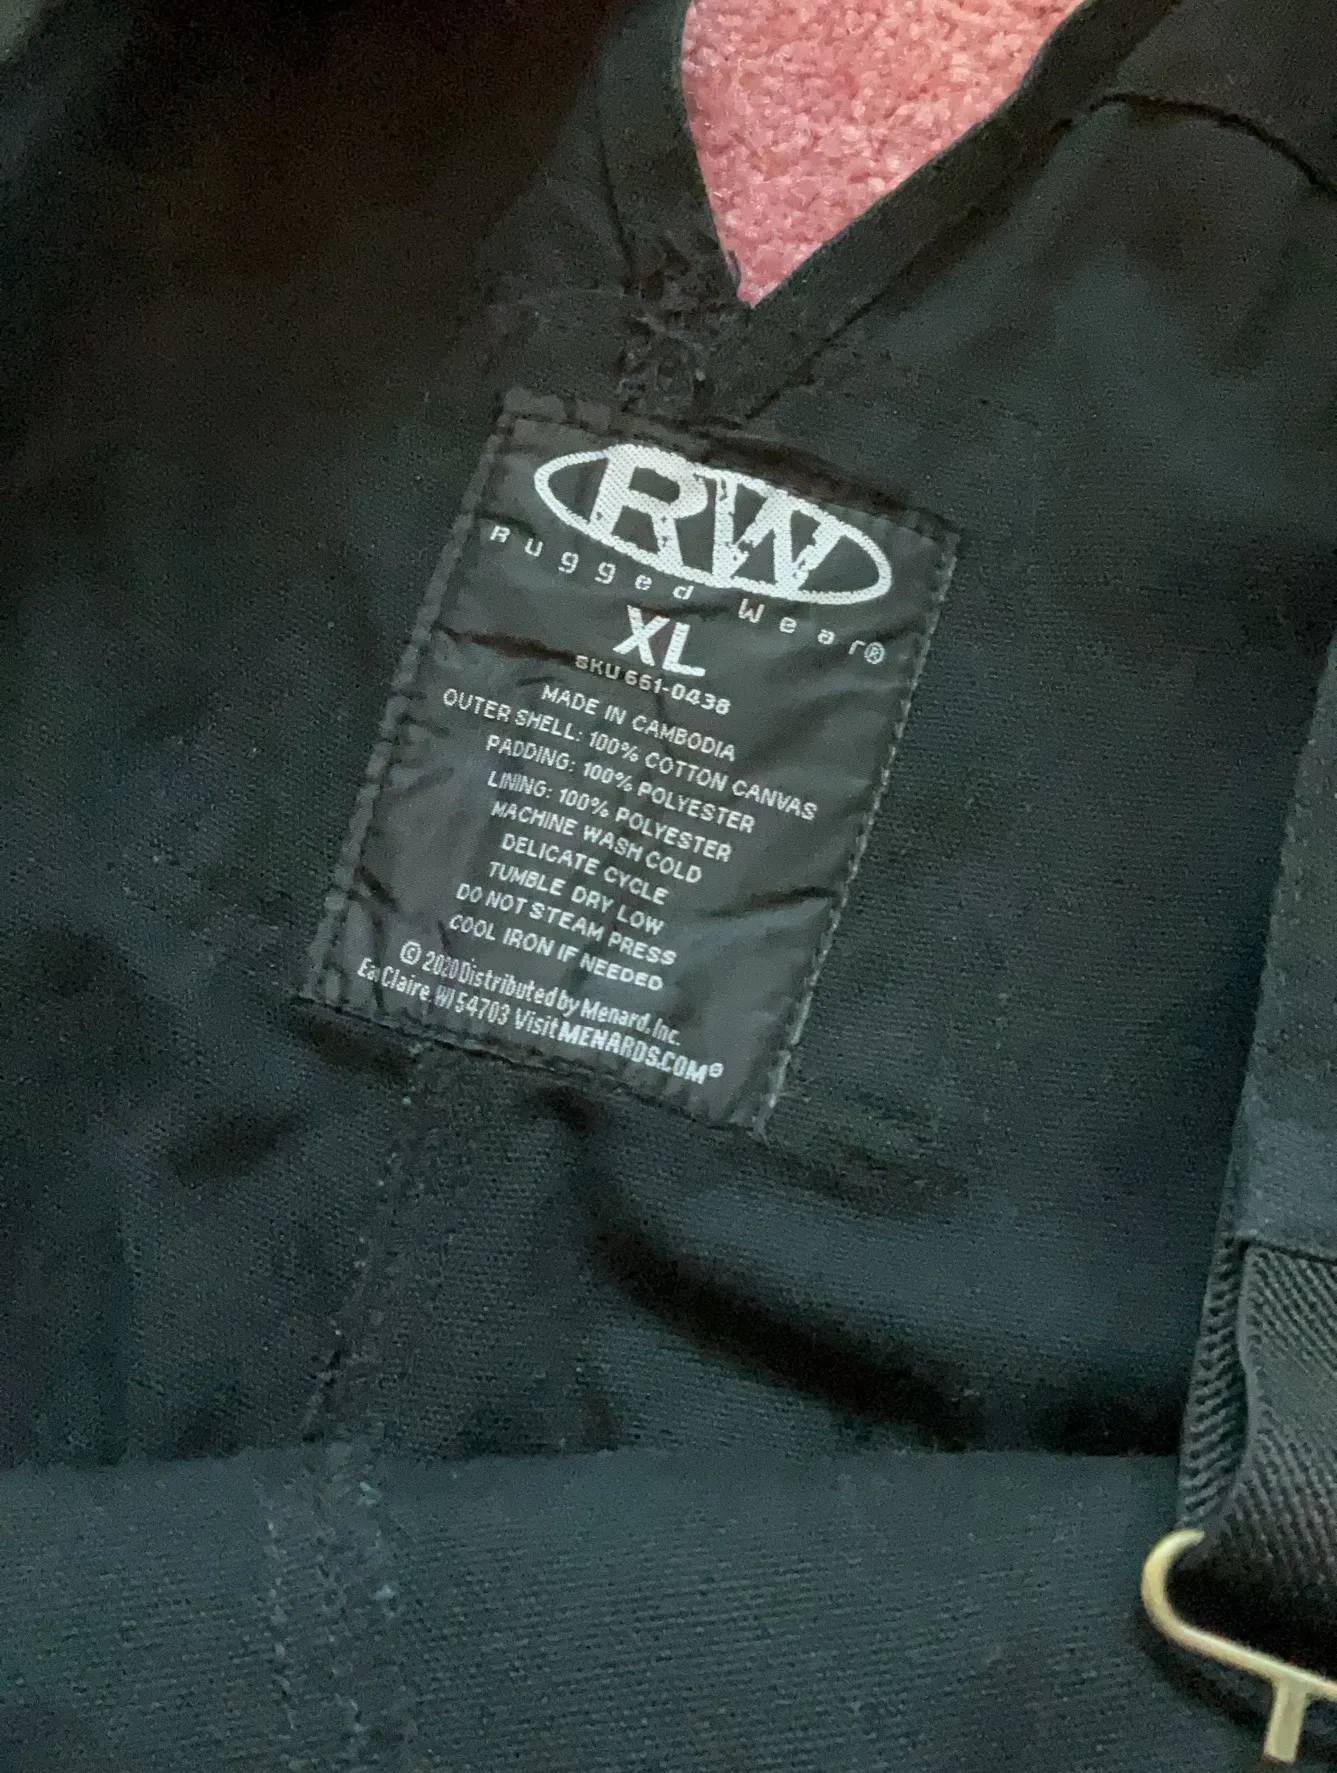 RW
Rugged Wear®
XL
SKU 661-0438
MADE IN CAMBODIA
OUTER SHELL: 100% COTTON CANVAS
PADDING: 100% POLYESTER
LINING: 100% POLYESTER
MACHINE WASH COLD
DELICATE CYCLE
TUMBLE DRY LOW
DO NOT STEAM PRESS
COOL IRON IF NEEDED
© 2020 Distributed by Menard, Inc.
Ea Claire, WI 54703 Visit MENARDS.COM®